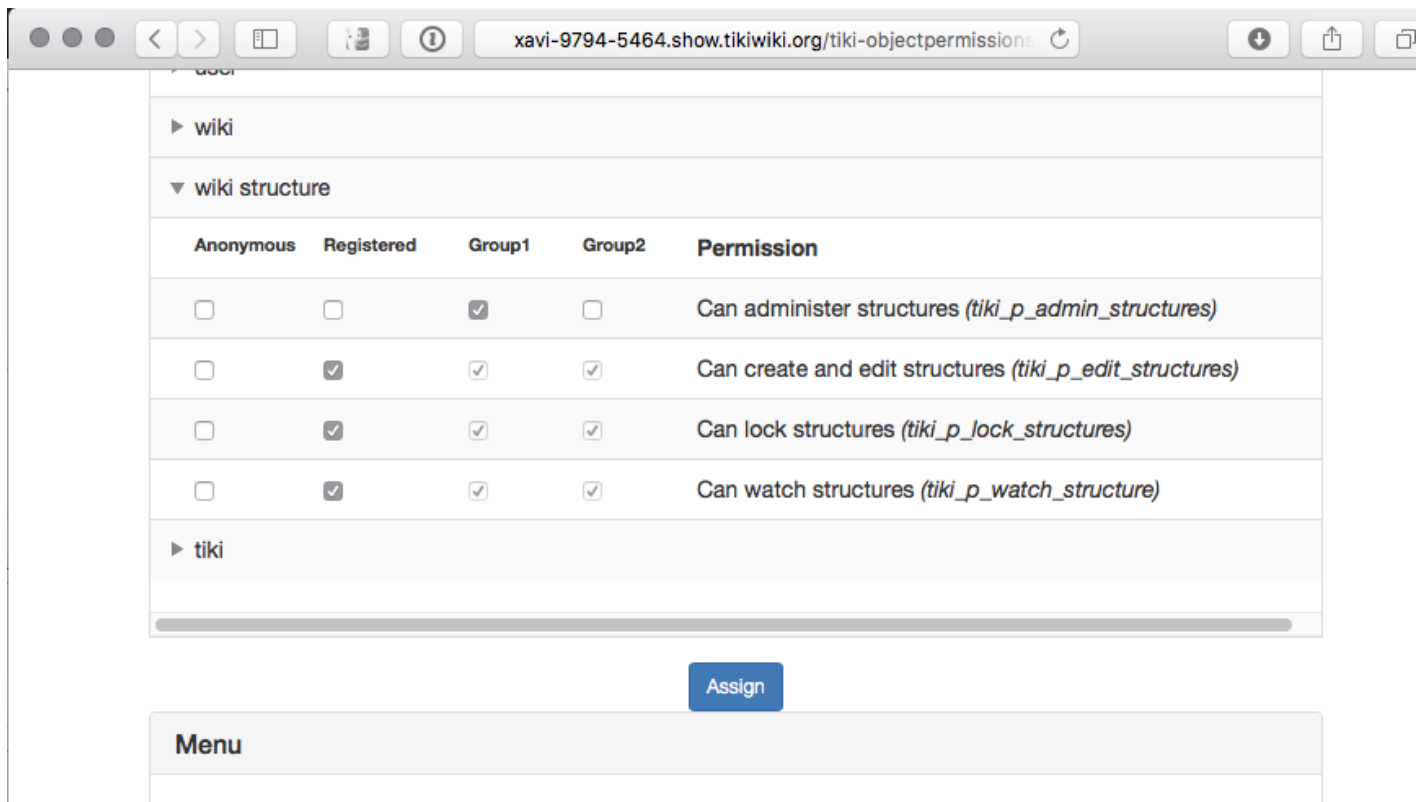 xavi-9794-5464.show.tikiwiki.org/tiki-objectpermissions
user
wiki
wiki structure
Anonymous Registered Group1 Group2 Permission
Can administer structures (tiki_p_admin_structures)
Can create and edit structures (tiki_p_edit_structures)
Can lock structures (tiki_p_lock_structures)
Can watch structures (tiki_p_watch_structure)
tiki
Assign
Menu